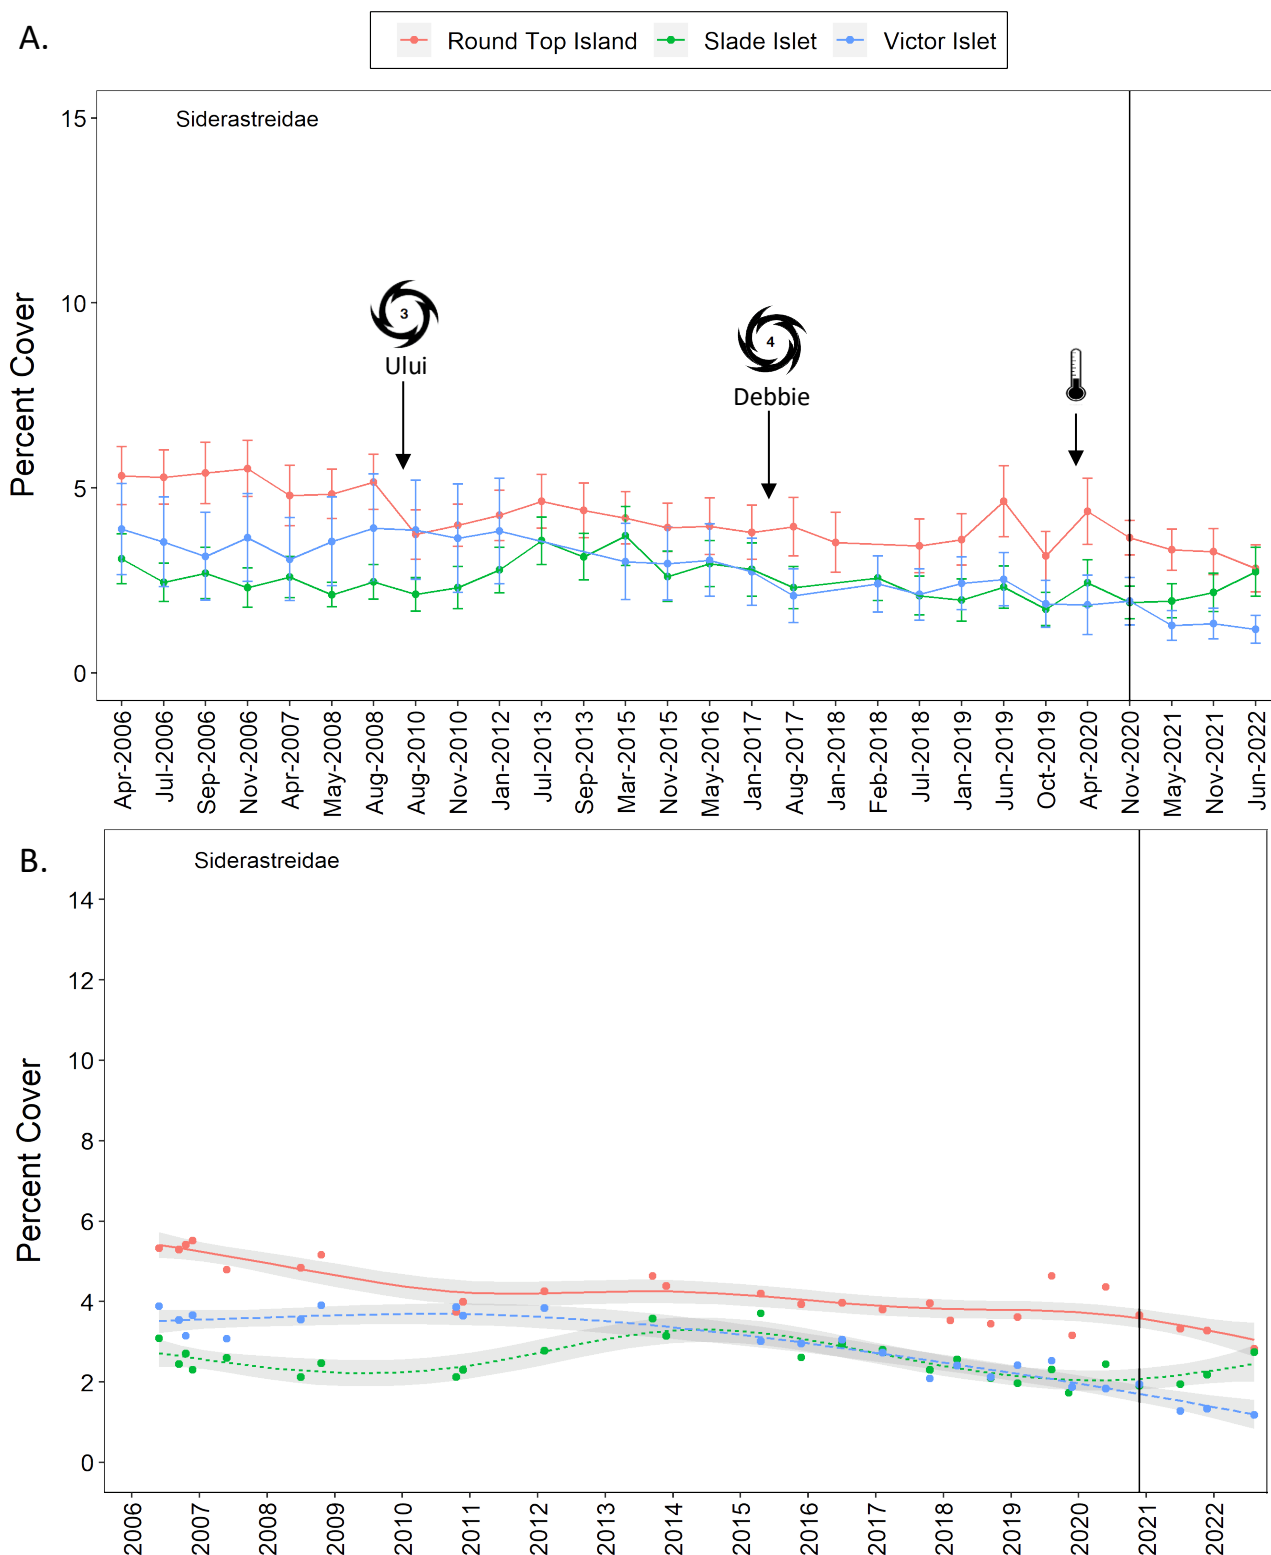 A.
Round Top Island Slade Islet Victor Islet
Siderastreidae
15
10
5
0
Percent Cover
3
Ului
4
Debbie
Apr-2006
Jul-2006
Sep-2006
Nov-2006
Apr-2007
May-2008
Aug-2008
Aug-2010
Nov-2010
Jan-2012
Jul-2013
Sep-2013
Mar-2015
Nov-2015
May-2016
Jan-2017
Aug-2017
Jan-2018
Feb-2018
Jul-2018
Jan-2019
Jun-2019
Oct-2019
Apr-2020
Nov-2020
May-2021
Nov-2021
Jun-2022
B.
Siderastreidae
14
12
10
8
6
4
2
0
Percent Cover
2006
2007
2008
2009
2010
2011
2012
2013
2014
2015
2016
2017
2018
2019
2020
2021
2022